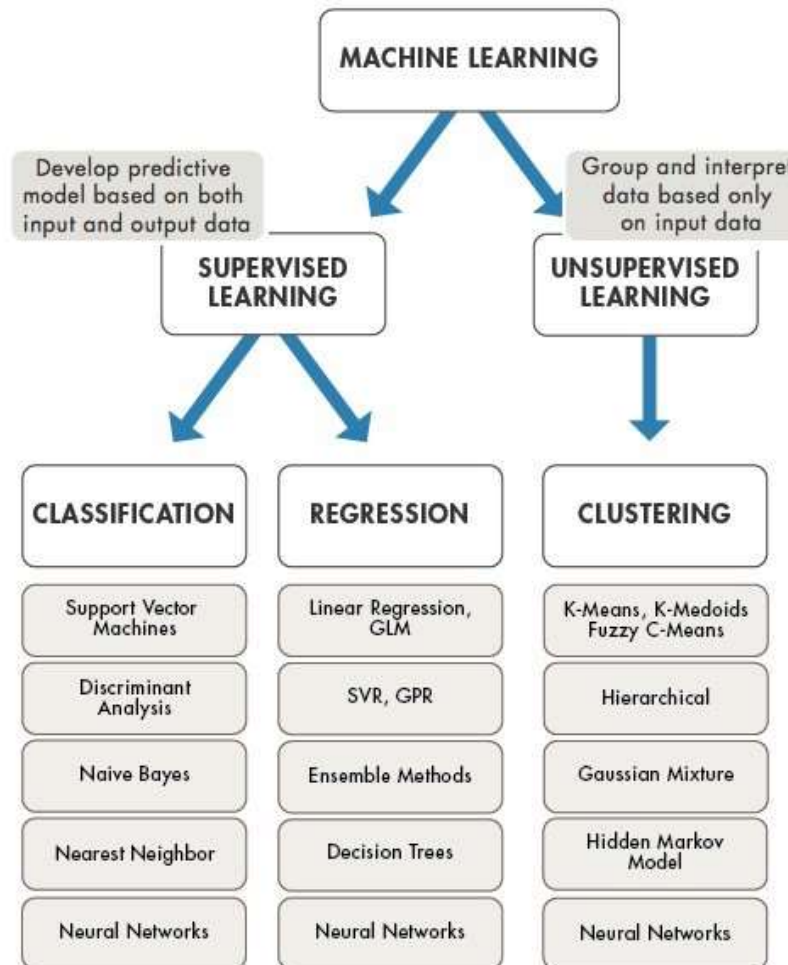 MACHINE LEARNING
Develop predictive
model based on both
input and output data
Group and interpret
data based only
on input data
SUPERVISED
LEARNING
UNSUPERVISED
LEARNING
CLASSIFICATION
Support Vector
Machines
Discriminant
Analysis
Naive Bayes
Nearest Neighbor
Neural Networks
REGRESSION
Linear Regression,
GLM
SVR, GPR
Ensemble Methods
Decision Trees
Neural Networks
CLUSTERING
K-Means, K-Medoids
Fuzzy C-Means
Hierarchical
Gaussian Mixture
Hidden Markov
Model
Neural Networks